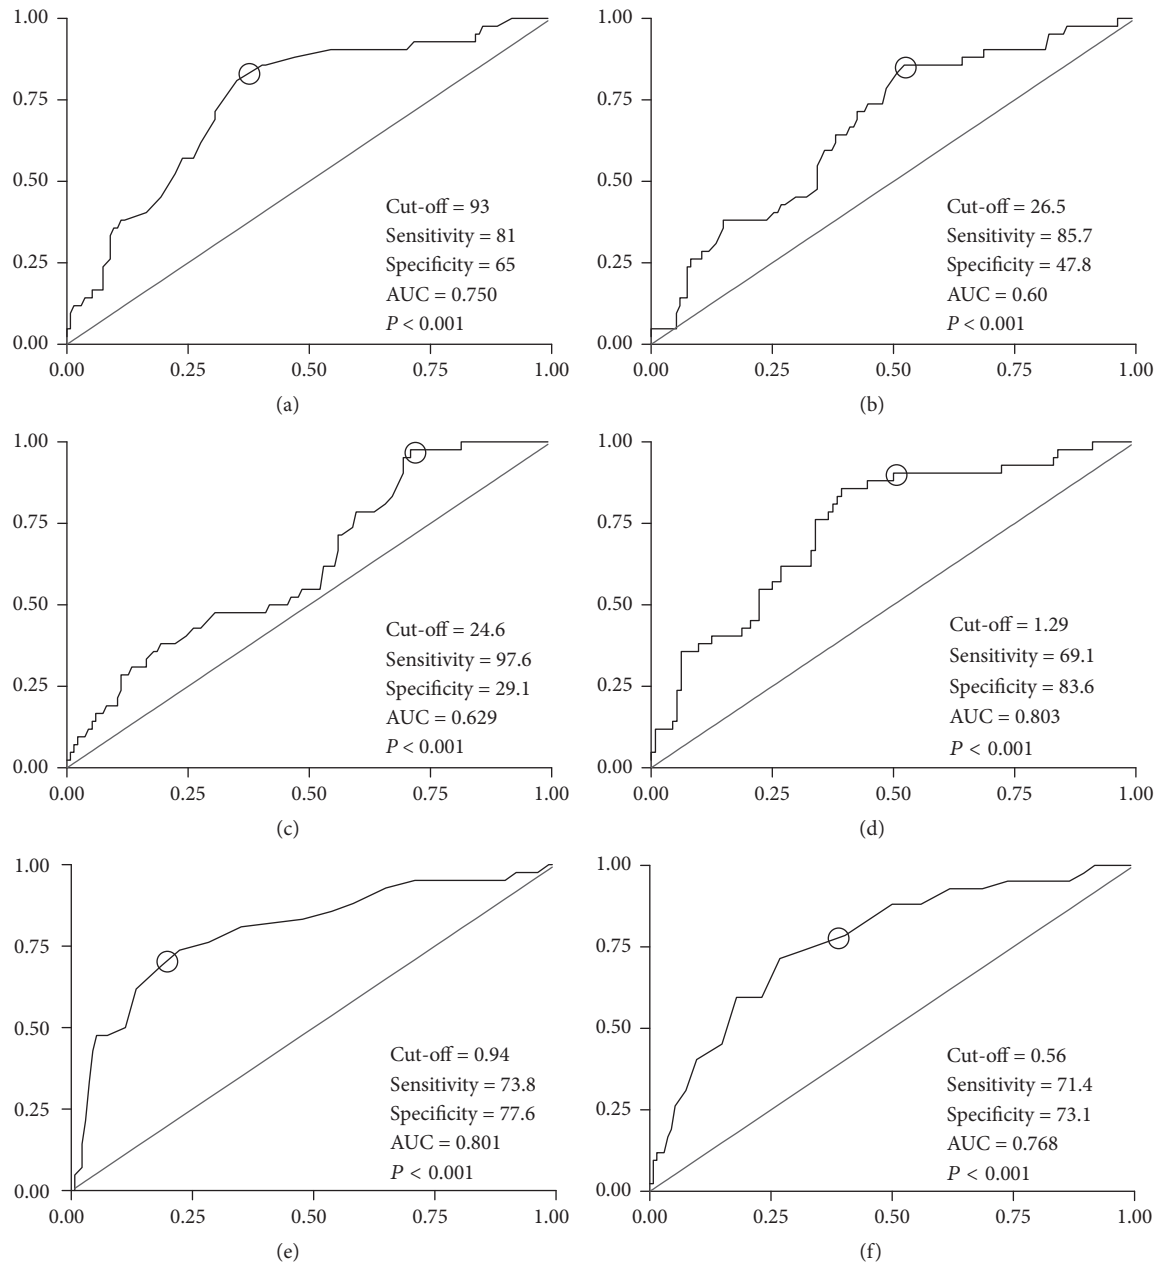 1.00
0.75
0.50
0.25
0.00
Cut-off = 93
Sensitivity = 81
Specificity = 65
AUC = 0.750
P < 0.001
0.00 0.25 0.50 0.75 1.00
(a)
1.00
0.75
0.50
0.25
0.00
Cut-off = 26.5
Sensitivity = 85.7
Specificity = 47.8
AUC = 0.60
P < 0.001
0.00 0.25 0.50 0.75 1.00
(b)
1.00
0.75
0.50
0.25
0.00
Cut-off = 24.6
Sensitivity = 97.6
Specificity = 29.1
AUC = 0.629
P < 0.001
0.00 0.25 0.50 0.75 1.00
(c)
1.00
0.75
0.50
0.25
0.00
Cut-off = 1.29
Sensitivity = 69.1
Specificity = 83.6
AUC = 0.803
P < 0.001
0.00 0.25 0.50 0.75 1.00
(d)
1.00
0.75
0.50
0.25
0.00
Cut-off = 0.94
Sensitivity = 73.8
Specificity = 77.6
AUC = 0.801
P < 0.001
0.00 0.25 0.50 0.75 1.00
(e)
1.00
0.75
0.50
0.25
0.00
Cut-off = 0.56
Sensitivity = 71.4
Specificity = 73.1
AUC = 0.768
P < 0.001
0.00 0.25 0.50 0.75 1.00
(f)